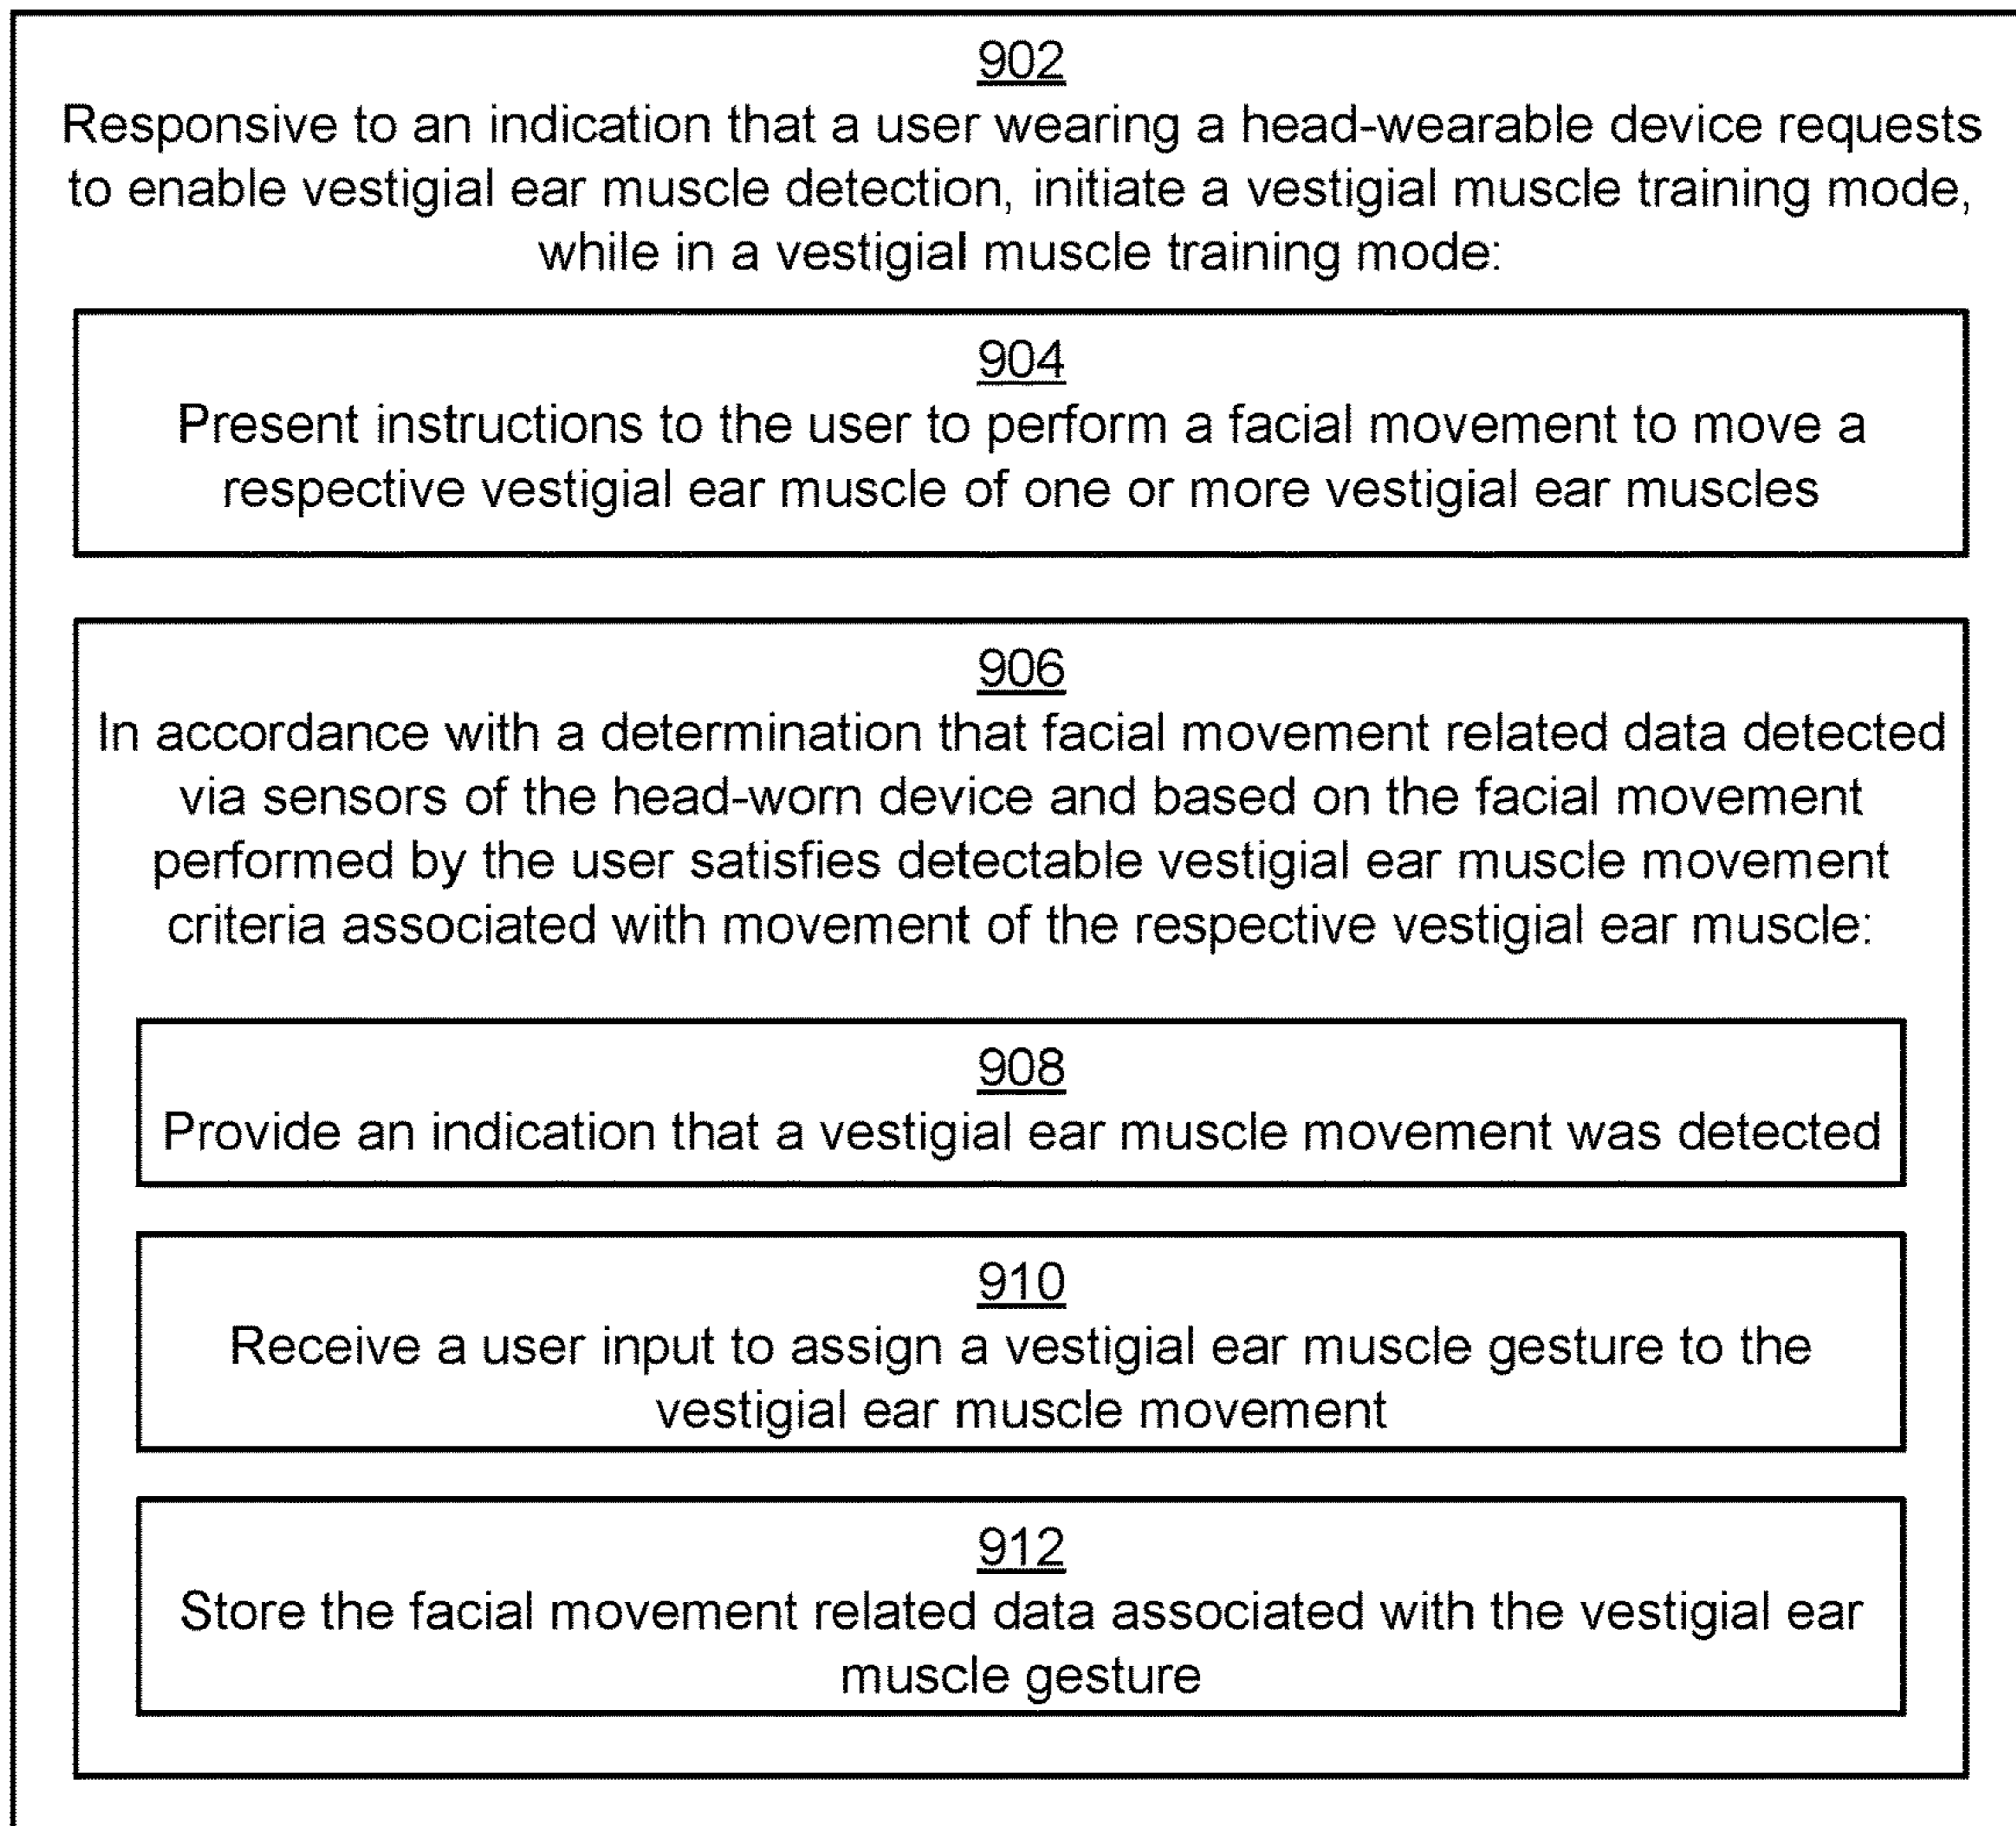 902
Responsive to an indication that a user wearing a head-wearable device requests
to enable vestigial ear muscle detection, initiate a vestigial muscle training mode,
while in a vestigial muscle training mode:
904
Present instructions to the user to perform a facial movement to move a
respective vestigial ear muscle of one or more vestigial ear muscles
906
In accordance with a determination that facial movement related data detected
via sensors of the head-worn device and based on the facial movement
performed by the user satisfies detectable vestigial ear muscle movement
criteria associated with movement of the respective vestigial ear muscle:
908
Provide an indication that a vestigial ear muscle movement was detected
910
Receive a user input to assign a vestigial ear muscle gesture to the
vestigial ear muscle movement
912
Store the facial movement related data associated with the vestigial ear
muscle gesture